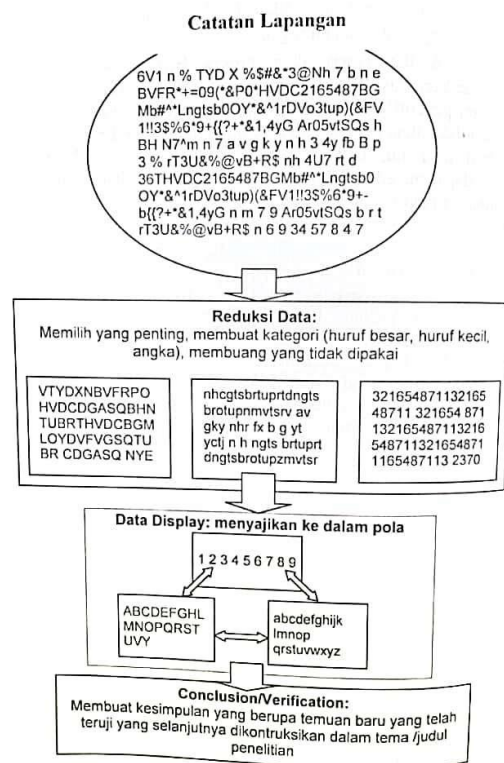 Catatan Lapangan
6V1 n % TYD X %$#&*3@Nh 7 b n e
BVFR*+=09(*&P0*HVDC2165487BG
Mb#^*Lngtsb0OY*&^1rDVo3tup)(&FV
1!!3$%6*9+{{?+*&1,4yG Ar05vtSQs h
BH N7^m n 7 a v g k y n h 3 4y fb B p
3 % rT3U&%@vB+R$ nh 4U7 rt d
36THVDC2165487BGMb#^*Lngtsb0
OY*&^1rDVo3tup)(&FV1!!3$%6*9+-
b{{?+*&1,4yG n m 7 9 Ar05vtSQs b r t
rT3U&%@vB+R$ n 6 9 34 57 8 4 7
Reduksi Data:
Memilih yang penting, membuat kategori (huruf besar, huruf kecil,
angka), membuang yang tidak dipakai
VTYDXNBVFRPO
HVDCDGASQBHN
TUBRTHVDCBGM
LOYDVFVGSQTU
BR CDGASQ NYE
nhcgtsbrtuprtdngts
brotupnmvtsrv av
gky nhr fx b g yt
yctj n h ngts brtuprt
dngtsbrotupzmvtsr
321654871132165
48711 321654 871
132165487113216
548711321654871
1165487113 2370
Data Display: menyajikan ke dalam pola
1 2 3 4 5 6 7 8 9
ABCDEFGHL
MNOPQRST
UVY
abcdefghijk
lmnop
qrstuvwxyz
Conclusion/Verification:
Membuat kesimpulan yang berupa temuan baru yang telah
teruji yang selanjutnya dikontruksikan dalam tema /judul
penelitian